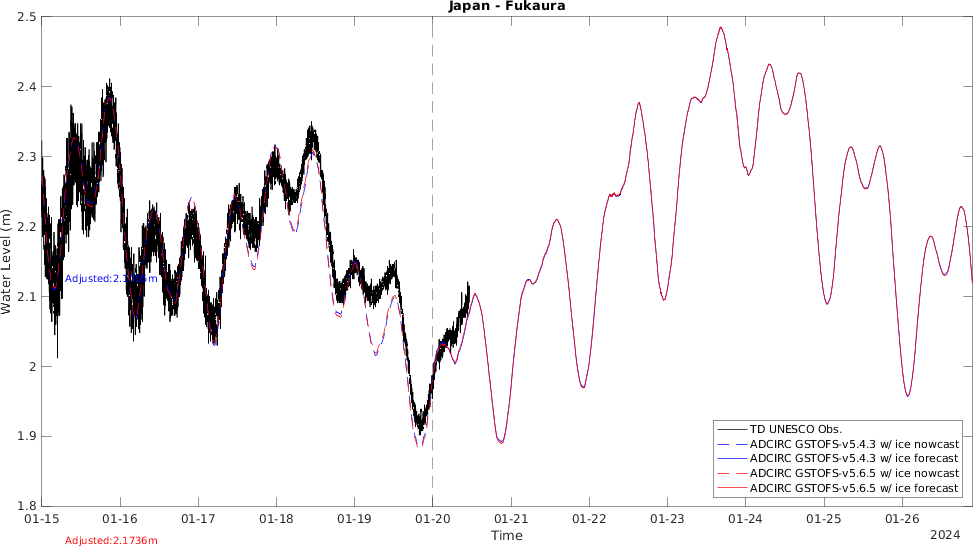 Japan - Fukaura
2.5
2.4
2.3
2.2
2.1
2
1.9
1.8
Water Level (m)
TD UNESCO Obs.
ADCIRC GSTOFS-v5.4.3 w/ ice nowcast
ADCIRC GSTOFS-v5.4.3 w/ ice forecast
ADCIRC GSTOFS-v5.6.5 w/ ice nowcast
ADCIRC GSTOFS-v5.6.5 w/ ice forecast
01-15 01-16 01-17 01-18 01-19 01-20 01-21 01-22 01-23 01-24 01-25 01-26
Time
2024
Adjusted:2.1736m